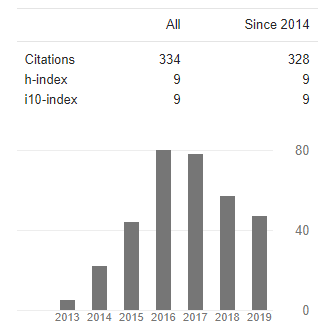 All Since 2014
Citations 334 328
h-index 9 9
i10-index 9 9
80
40
0
2013 2014 2015 2016 2017 2018 2019